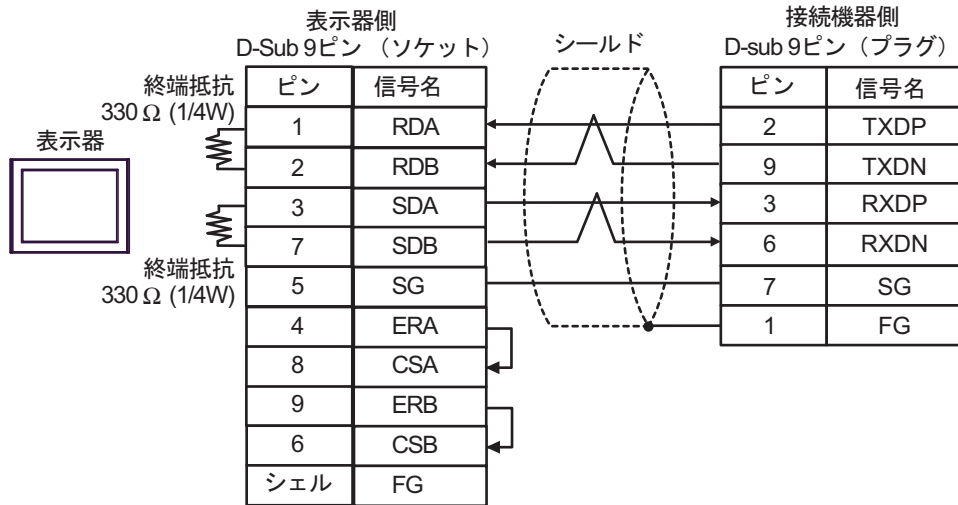 表示器側
D-Sub 9ピン （ソケット）
シールド
接続機器側
D-sub 9ピン（プラグ）
終端抵抗
330 Ω (1/4W)
表示器
終端抵抗
330 Ω (1/4W)
ピン 信号名
1 RDA
2 RDB
3 SDA
7 SDB
5 SG
4 ERA
8 CSA
9 ERB
6 CSB
シェル FG
ピン 信号名
2 TXDP
9 TXDN
3 RXDP
6 RXDN
7 SG
1 FG